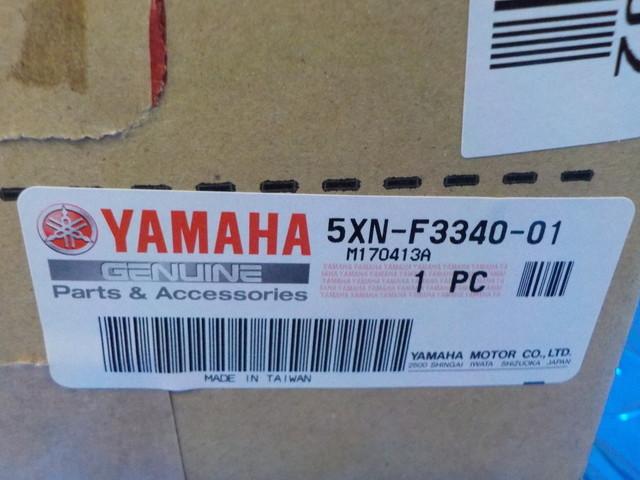 YAMAHA
GENUINE
Parts & Accessories
5XN-F3340-01
M170413A
1 PC
MADE IN TAIWAN
YAMAHA MOTOR CO., LTD.
2500 SHINGAI IWATA SHIZUOKA JAPAN